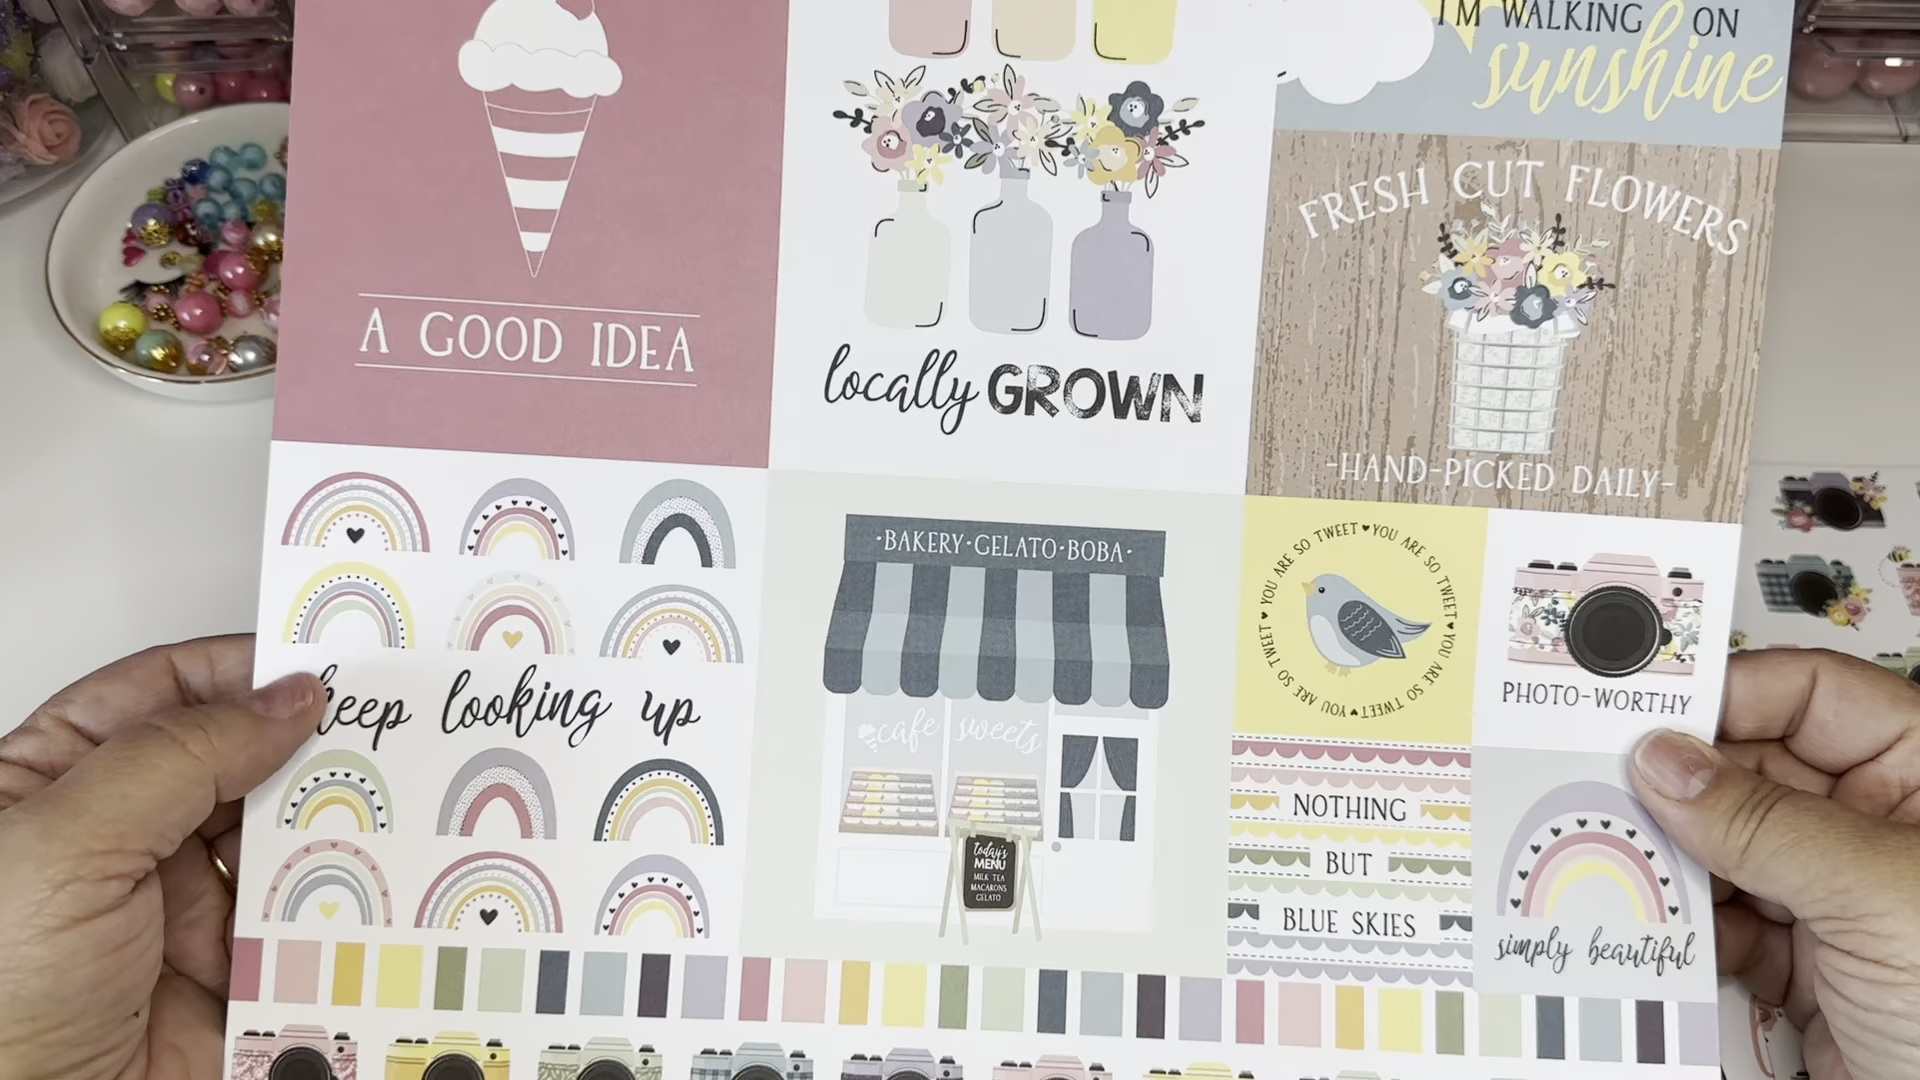 A GOOD IDEA
locally GROWN
I'M WALKING ON
sunshine
FRESH CUT FLOWERS
-HAND-PICKED DAILY-
keep looking up
·BAKERY·GELATO·BOBA·
cafe sweets
today's
MENU
MILK TEA
MACARONS
GELATO
YOU ARE SO TWEET ♥ YOU ARE SO TWEET ♥ YOU ARE SO TWEET ♥ YOU ARE SO TWEET ♥
PHOTO-WORTHY
NOTHING
BUT
BLUE SKIES
simply beautiful